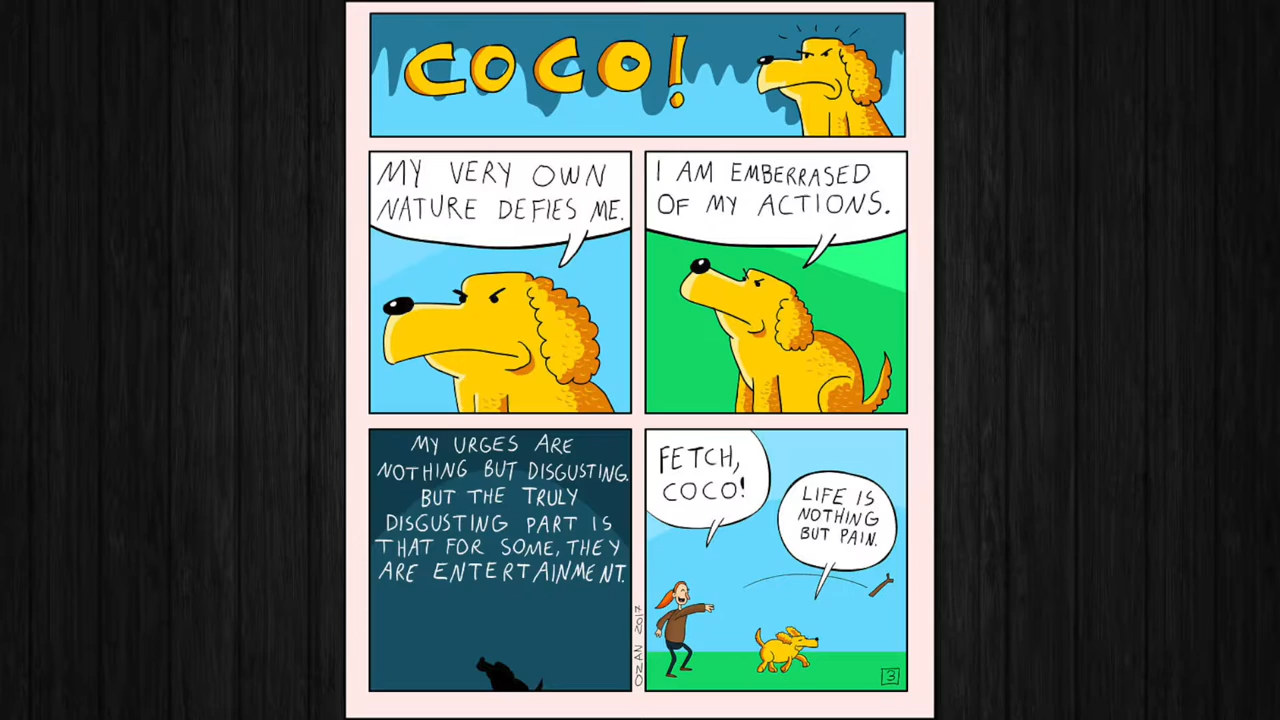 COCO!
MY VERY OWN
NATURE DEFIES ME.
I AM EMBERRASED
OF MY ACTIONS.
MY URGES ARE
NOTHING BUT DISGUSTING.
BUT THE TRULY
DISGUSTING PART IS
THAT FOR SOME, THEY
ARE ENTERTAINMENT.
FETCH,
COCO!
LIFE IS
NOTHING
BUT PAIN.
OZAN 2017
3